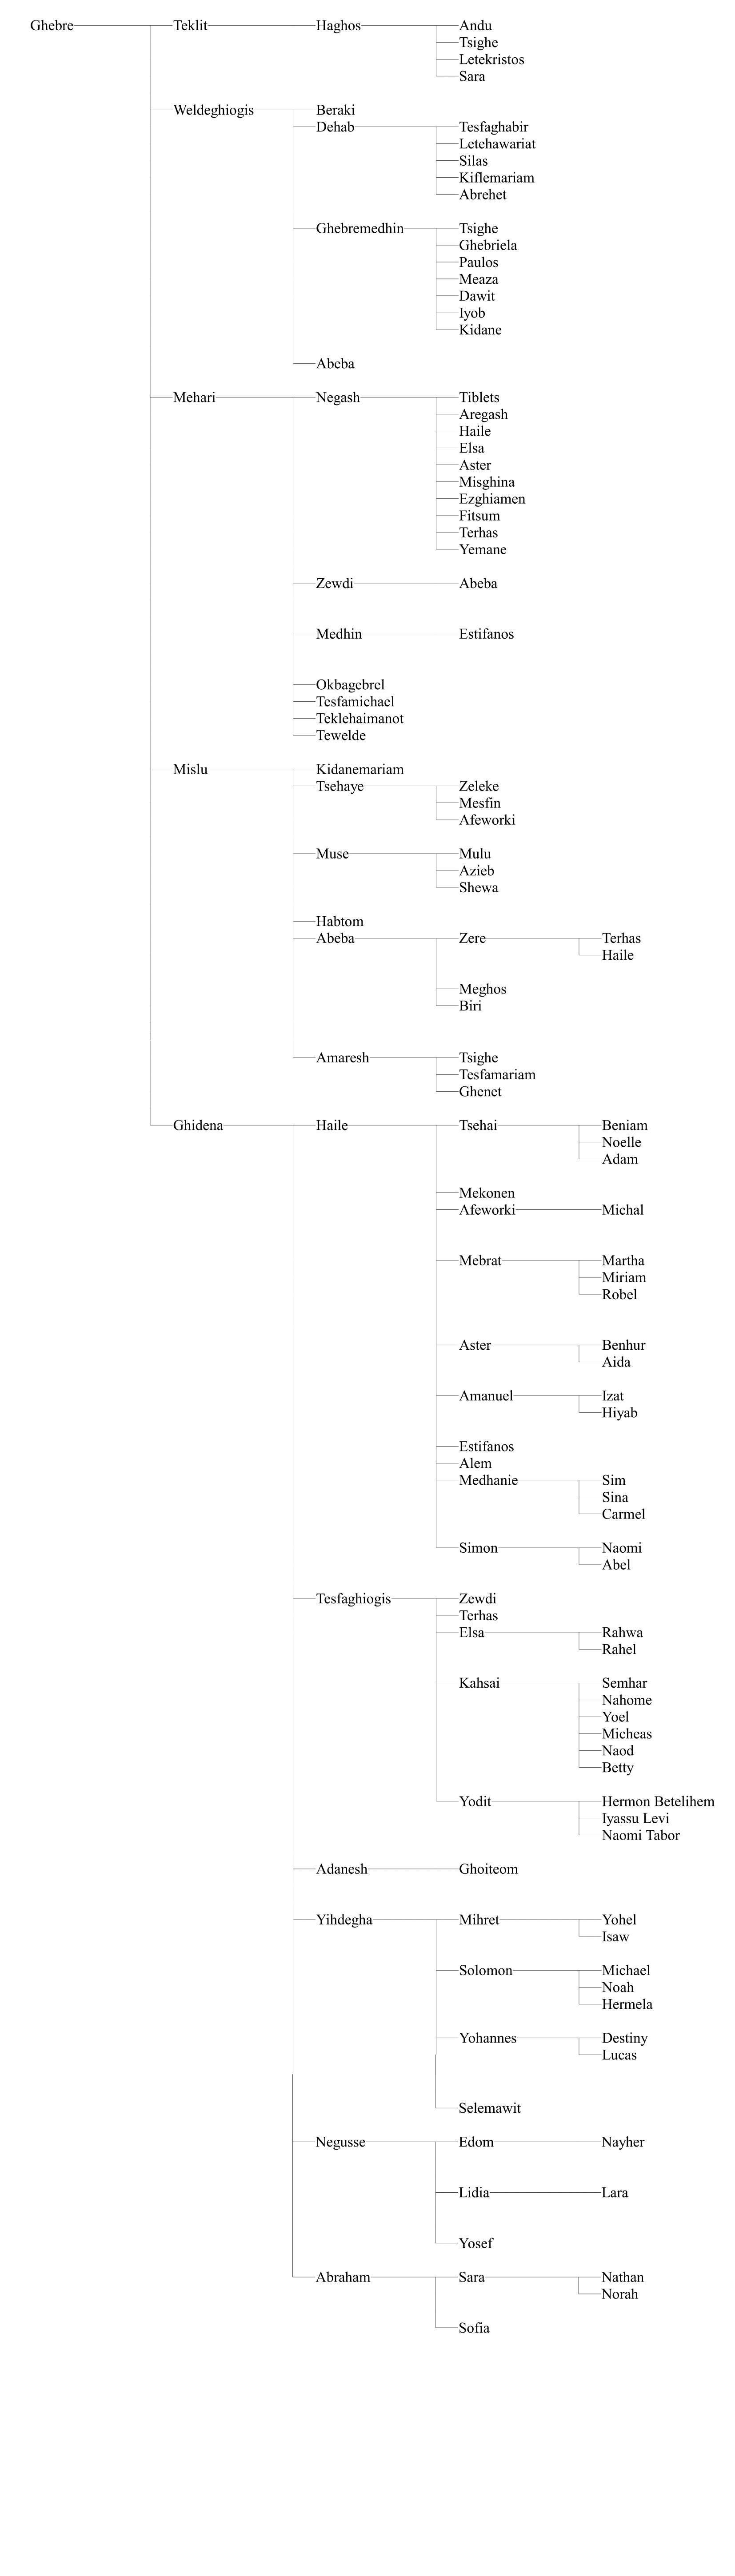 Ghebre Teklit Haghos Andu
Tsighe
Letekristos
Sara
Weldeghiogis Beraki
Dehab Tesfaghabir
Letehawariat
Silas
Kiflemariam
Abrehet
Ghebremedhin Tsighe
Ghebriela
Paulos
Meaza
Dawit
Iyob
Kidane
Abeba
Mehari Negash Tiblets
Aregash
Haile
Elsa
Aster
Misghina
Ezghiamen
Fitsum
Terhas
Yemane
Zewdi Abeba
Medhin Estifanos
Okbagebrel
Tesfamichael
Teklehaimanot
Tewelde
Mislu Kidanemariam
Tsehaye Zeleke
Mesfin
Afeworki
Muse Mulu
Azieb
Shewa
Habtom
Abeba Zere Terhas
Haile
Meghos
Biri
Amaresh Tsighe
Tesfamariam
Ghenet
Ghidena Haile Tsehai Beniam
Noelle
Adam
Mekonen
Afeworki Michal
Mebrat Martha
Miriam
Robel
Aster Benhur
Aida
Amanuel Izat
Hiyab
Estifanos
Alem
Medhanie Sim
Sina
Carmel
Simon Naomi
Abel
Tesfaghiogis Zewdi
Terhas
Elsa Rahwa
Rahel
Kahsai Semhar
Nahome
Yoel
Micheas
Naod
Betty
Yodit Hermon Betelihem
Iyassu Levi
Naomi Tabor
Adanesh Ghoiteom
Yihdegha Mihret Yohel
Isaw
Solomon Michael
Noah
Hermela
Yohannes Destiny
Lucas
Selemawit
Negusse Edom Nayher
Lidia Lara
Yosef
Abraham Sara Nathan
Norah
Sofia